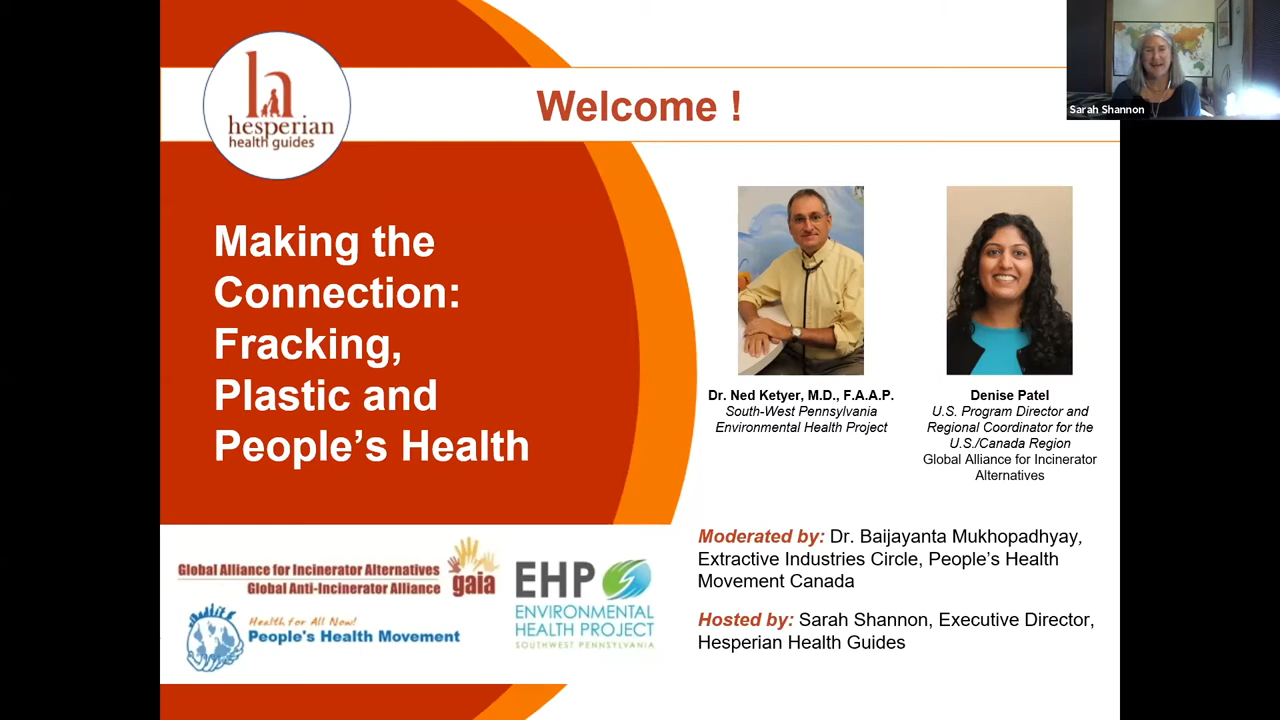 Welcome !
Sarah Shannon
hesperian
health guides
Making the
Connection:
Fracking,
Plastic and
People's Health
Dr. Ned Ketyer, M.D., F.A.A.P.
South-West Pennsylvania
Environmental Health Project
Denise Patel
U.S. Program Director and
Regional Coordinator for the
U.S./Canada Region
Global Alliance for Incinerator
Alternatives
Global Alliance for Incinerator Alternatives
Global Anti-Incinerator Alliance
gaia
Health for All Now!
People's Health Movement
EHP
ENVIRONMENTAL
HEALTH PROJECT
SOUTHWEST PENNSYLVANIA
Moderated by: Dr. Baijayanta Mukhopadhyay,
Extractive Industries Circle, People's Health
Movement Canada
Hosted by: Sarah Shannon, Executive Director,
Hesperian Health Guides